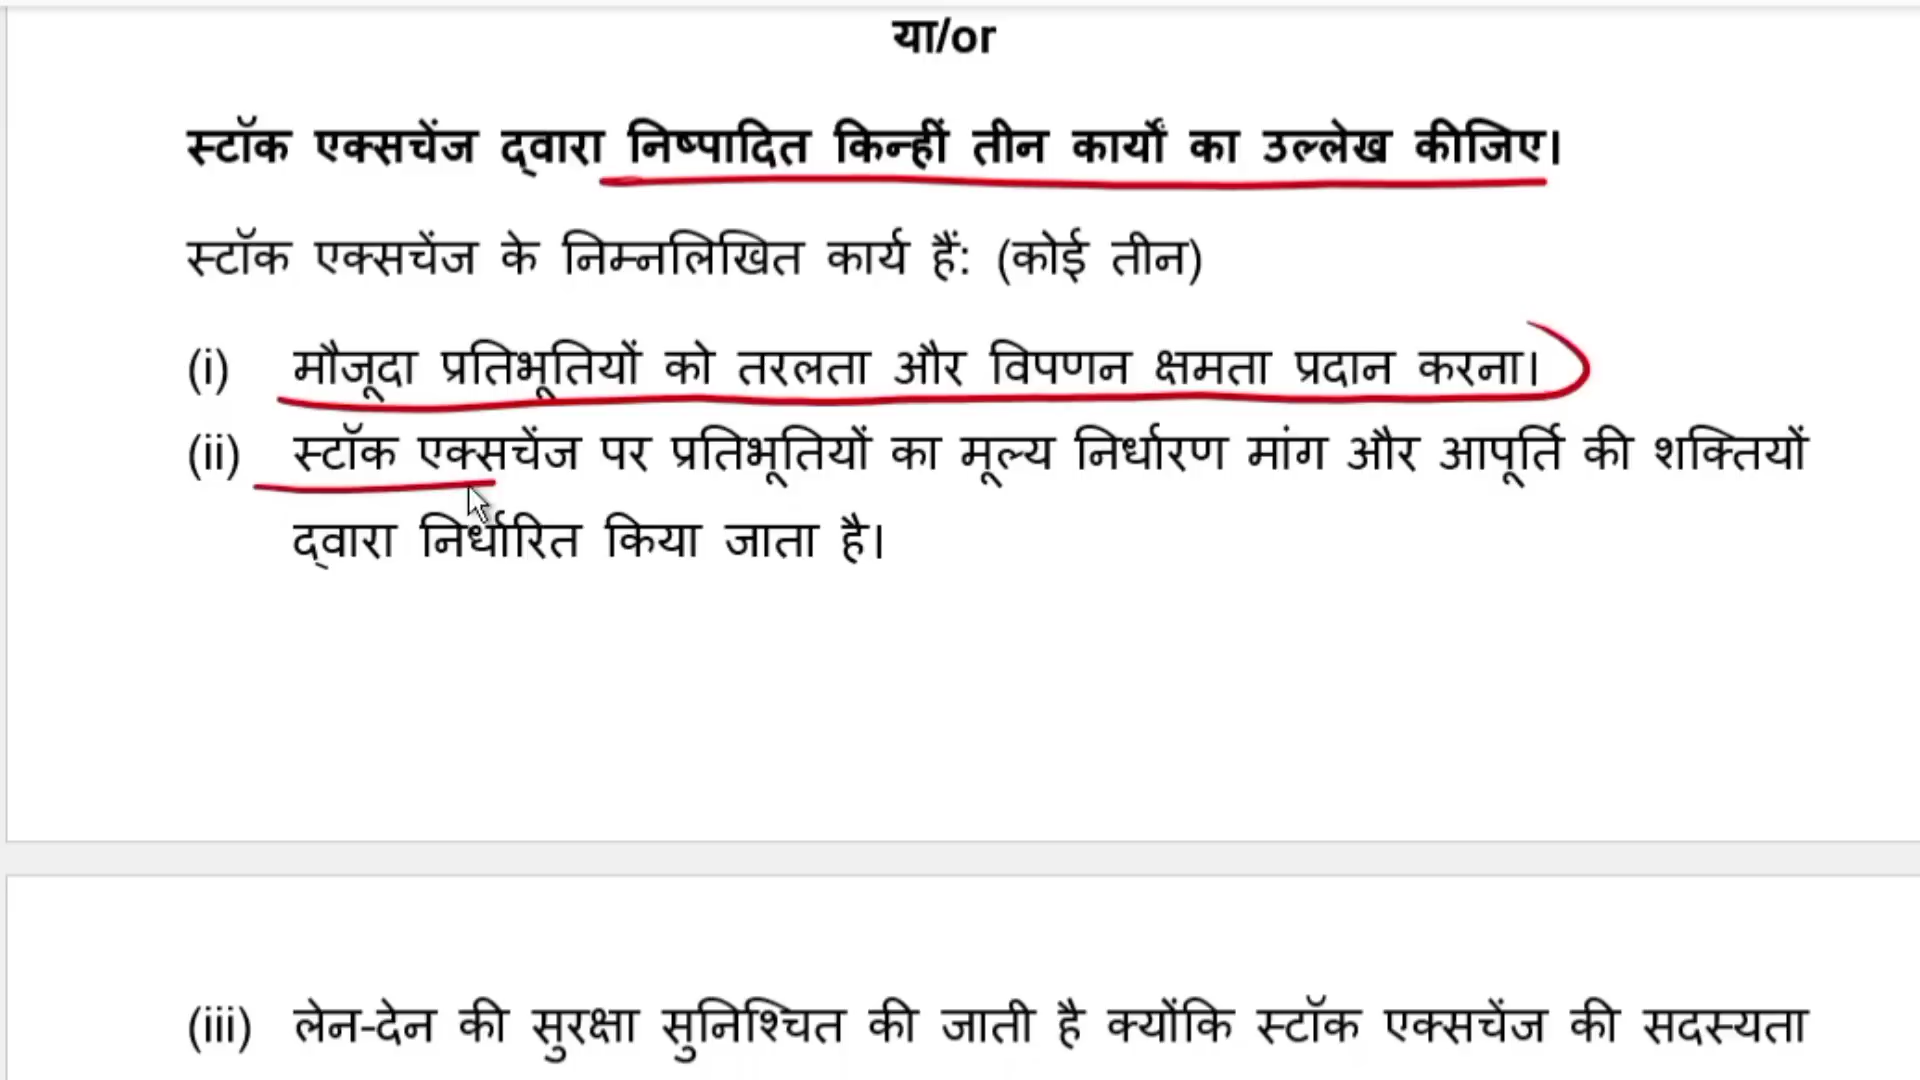 या/or
स्टॉक एक्सचेंज द्वारा निष्पादित किन्हीं तीन कार्यों का उल्लेख कीजिए।
स्टॉक एक्सचेंज के निम्नलिखित कार्य हैं: (कोई तीन)
(i) मौजूदा प्रतिभूतियों को तरलता और विपणन क्षमता प्रदान करना।
(ii) स्टॉक एक्सचेंज पर प्रतिभूतियों का मूल्य निर्धारण मांग और आपूर्ति की शक्तियों
द्वारा निर्धारित किया जाता है।
(iii) लेन-देन की सुरक्षा सुनिश्चित की जाती है क्योंकि स्टॉक एक्सचेंज की सदस्यता